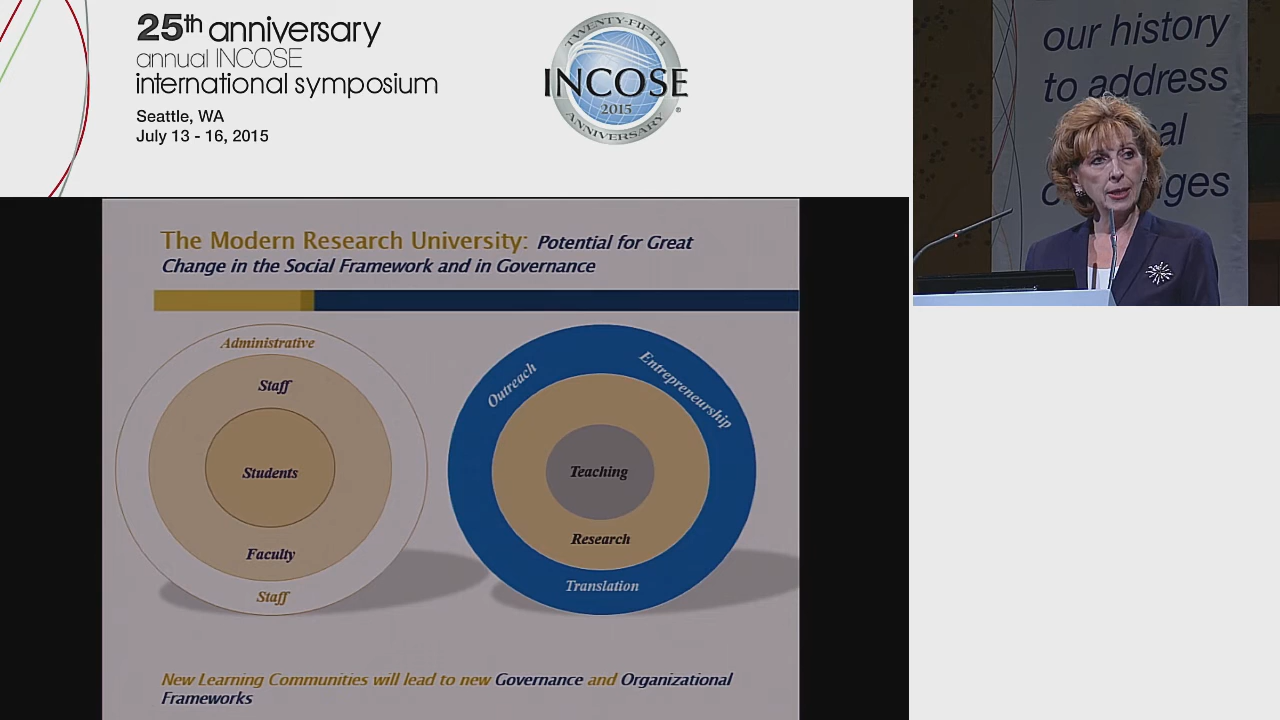 25th anniversary
annual INCOSE
international symposium
Seattle, WA
July 13 - 16, 2015
TWENTY-FIFTH
INCOSE
®
2015
ANNIVERSARY
our history
to address
The Modern Research University: Potential for Great
Change in the Social Framework and in Governance
Administrative
Staff
Students
Faculty
Staff
Outreach
Entrepreneurship
Teaching
Research
Translation
New Learning Communities will lead to new Governance and Organizational
Frameworks